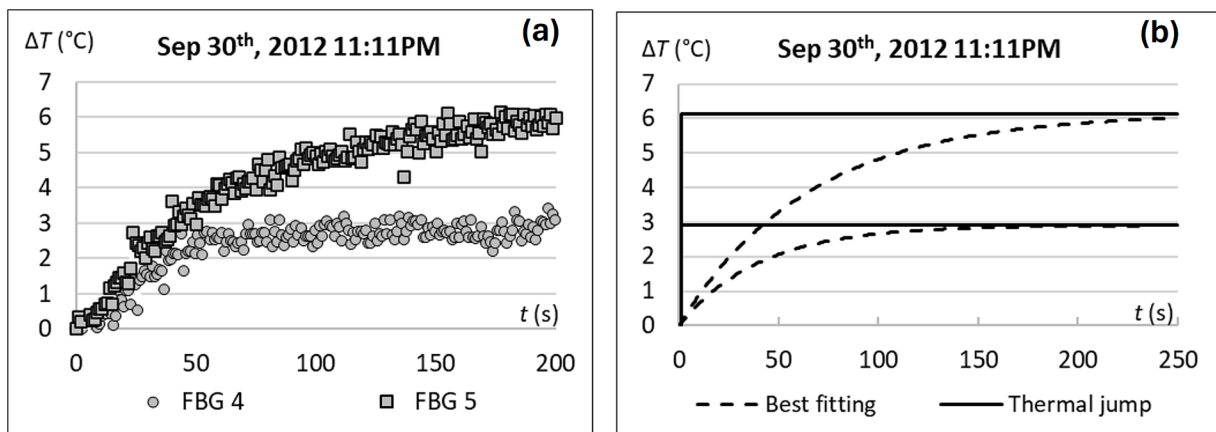 (a)
ΔT (°C)
Sep 30th, 2012 11:11PM
7
6
5
4
3
2
1
0
t (s)
0 50 100 150 200
FBG 4 FBG 5
(b)
ΔT (°C)
Sep 30th, 2012 11:11PM
7
6
5
4
3
2
1
0
t (s)
0 50 100 150 200 250
Best fitting Thermal jump